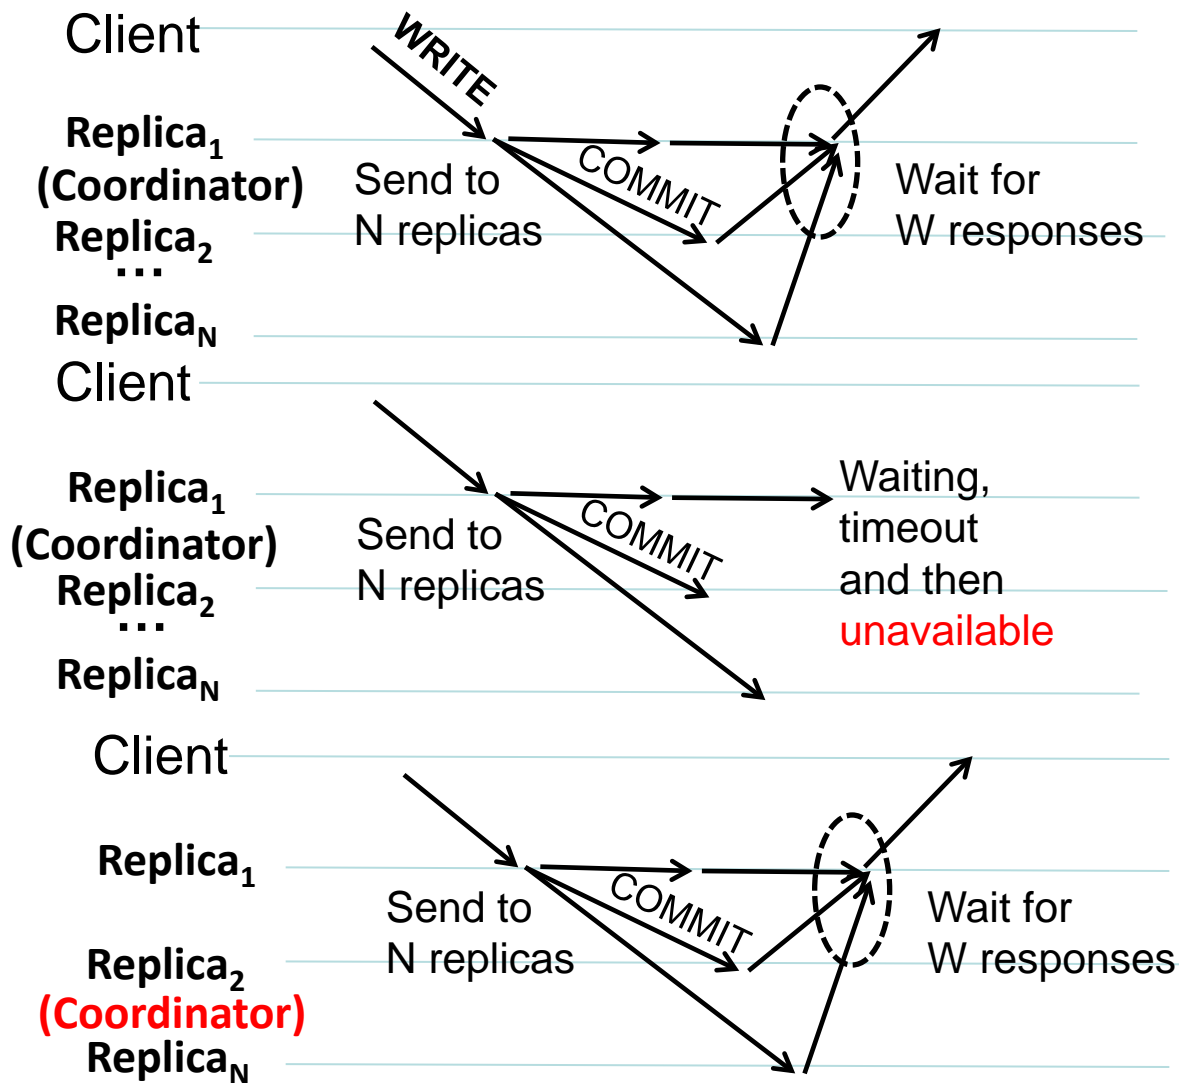 Client
WRITE
Replica1
(Coordinator)
Send to
N replicas
COMMIT
Wait for
W responses
Replica2
...
ReplicaN
Client
Replica1
(Coordinator)
Send to
N replicas
COMMIT
Waiting,
timeout
and then
unavailable
Replica2
...
ReplicaN
Client
Replica1
Send to
N replicas
COMMIT
Wait for
W responses
Replica2
(Coordinator)
ReplicaN